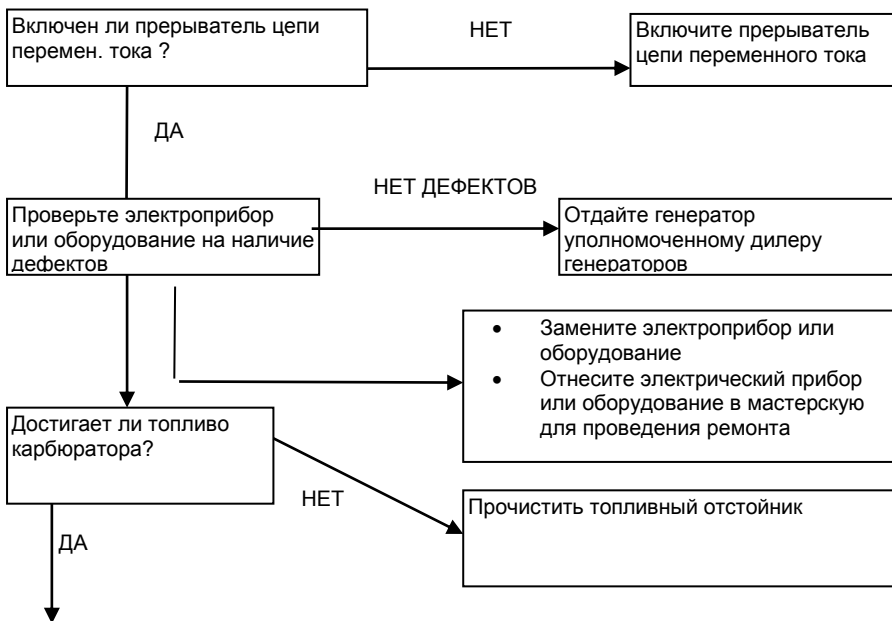 Включен ли прерыватель цепи
перемен. тока ?
НЕТ
Включите прерыватель
цепи переменного тока
ДА
НЕТ ДЕФЕКТОВ
Проверьте электроприбор
или оборудование на наличие
дефектов
Отдайте генератор
уполномоченному дилеру
генераторов
• Замените электроприбор или
оборудование
• Отнесите электрический прибор
или оборудование в мастерскую
для проведения ремонта
Достигает ли топливо
карбюратора?
НЕТ
Прочистить топливный отстойник
ДА